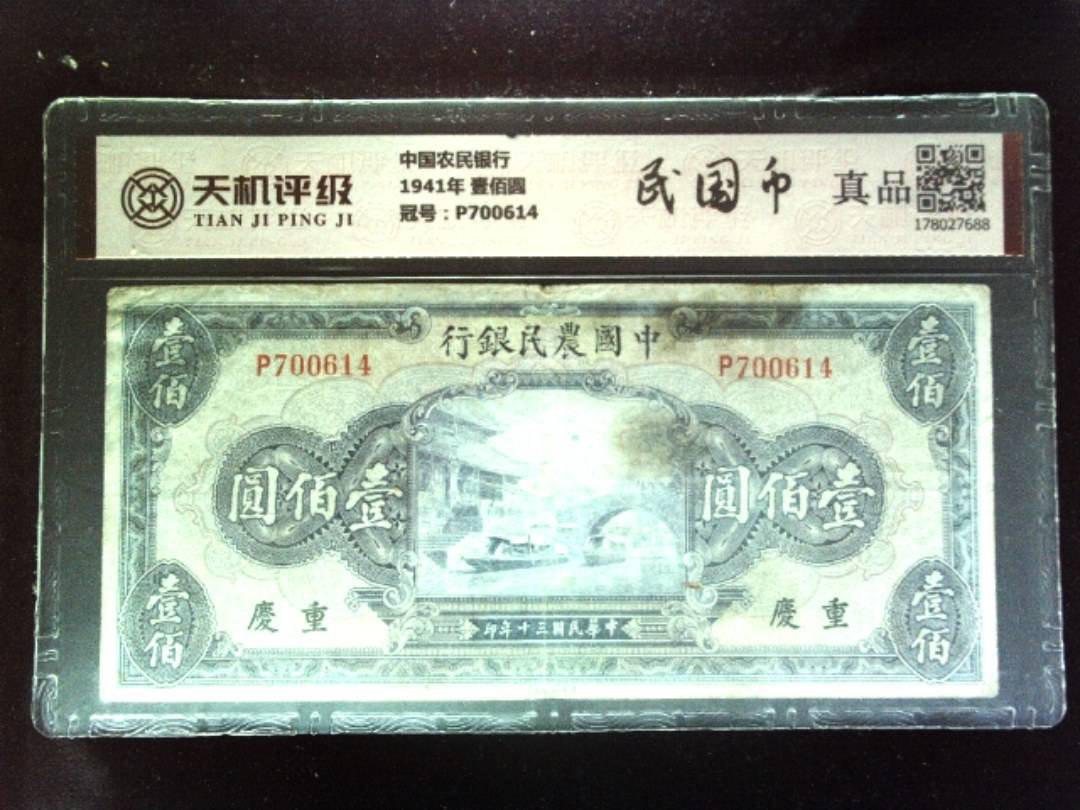 天机评级
TIAN JI PING JI
中国农民银行
1941年 壹佰圆
冠号：P700614
民国币
真品
178027688
行銀民農國中
壹佰
壹佰
P700614
P700614
圓佰壹
圓佰壹
慶重
慶重
印年十三國民華中
壹佰
壹佰